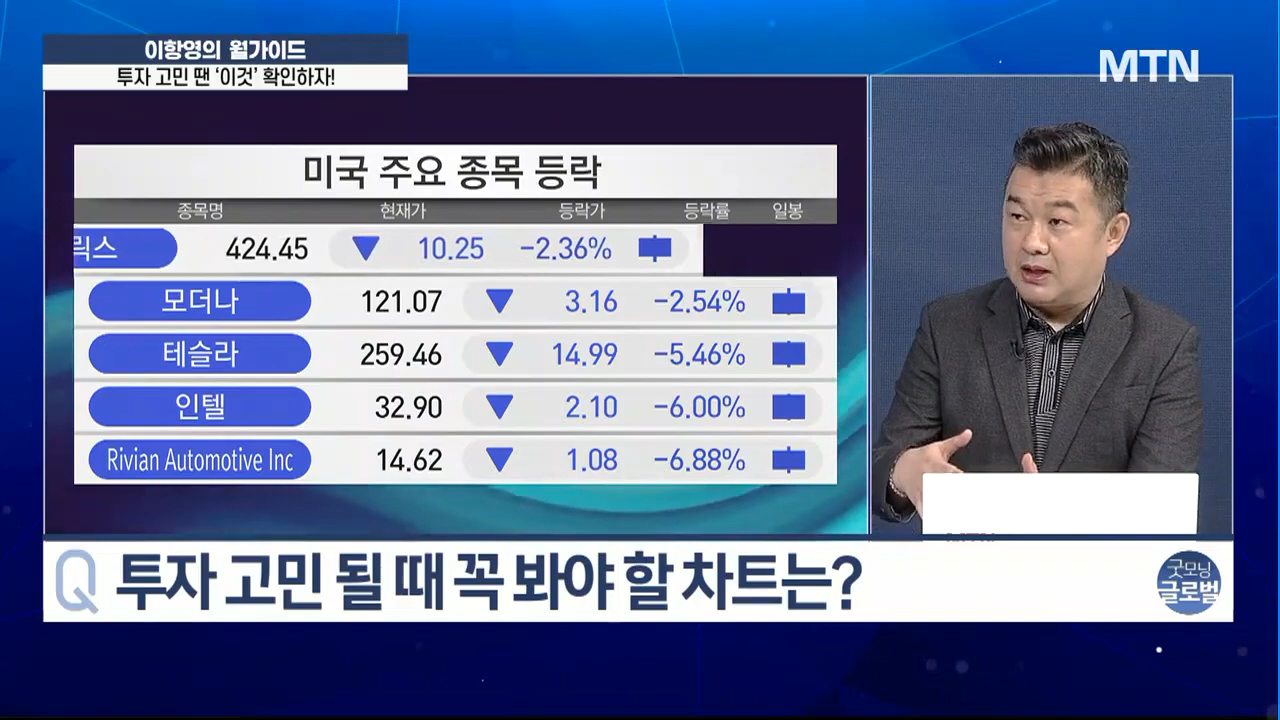 이항영의 월가이드
투자 고민 땐 ‘이것’ 확인하자!
MTN
미국 주요 종목 등락
종목명 현재가 등락가 등락률 일봉
릭스 424.45 ▼ 10.25 -2.36%
모더나 121.07 ▼ 3.16 -2.54%
테슬라 259.46 ▼ 14.99 -5.46%
인텔 32.90 ▼ 2.10 -6.00%
Rivian Automotive Inc 14.62 ▼ 1.08 -6.88%
Q 투자 고민 될 때 꼭 봐야 할 차트는?
굿모닝
글로벌